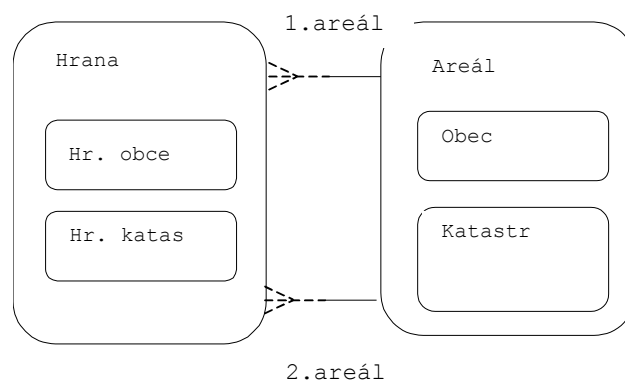 1.areál
Hrana
Areál
Hr. obce
Obec
Hr. katas
Katastr
2.areál